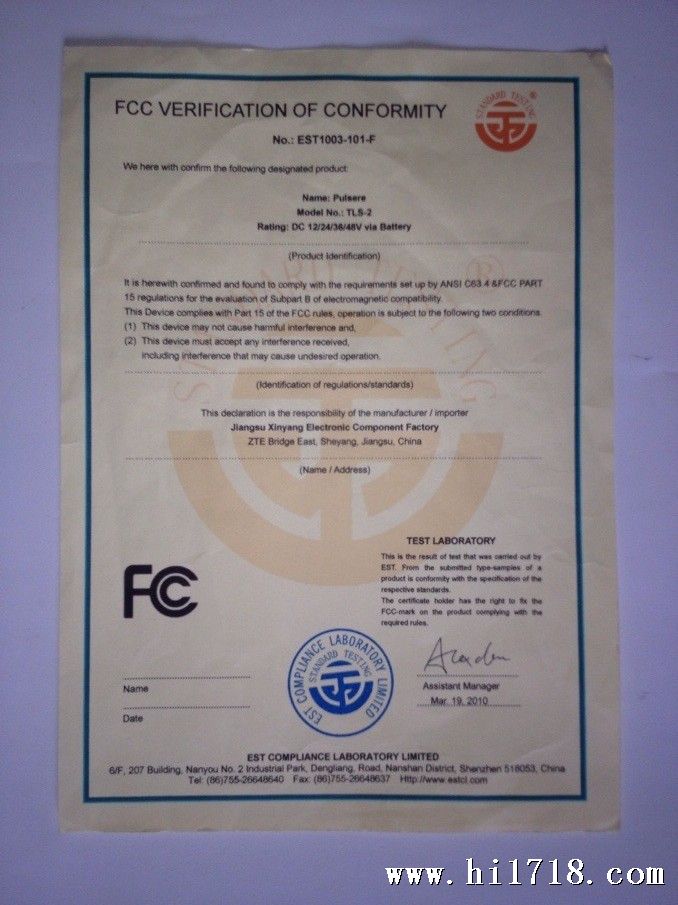 FCC VERIFICATION OF CONFORMITY
STANDARD TESTING ®
No.: EST1003-101-F
We here with confirm the following designated product:
Name: Pulsere
Model No.: TLS-2
Rating: DC 12/24/36/48V via Battery
(Product Identification)
It is herewith confirmed and found to comply with the requirements set up by ANSI C63.4 &FCC PART
15 regulations for the evaluation of Subpart B of electromagnetic compatibility.
This Device complies with Part 15 of the FCC rules, operation is subject to the following two conditions.
(1) This device may not cause harmful interference and,
(2) This device must accept any interference received,
including interference that may cause undesired operation.
(Identification of regulations/standards)
This declaration is the responsibility of the manufacturer / importer
Jiangsu Xinyang Electronic Component Factory
ZTE Bridge East, Sheyang, Jiangsu, China
(Name / Address)
STANDARD TESTING ®
TEST LABORATORY
This is the result of test that was carried out by
EST. From the submitted type-samples of a
product is conformity with the specification of the
respective standards.
The certificate holder has the right to fix the
FCC-mark on the product complying with the
required rules.
FCC
EST COMPLIANCE LABORATORY LIMITED
STANDARD TESTING
Name
Date
Assistant Manager
Mar. 19, 2010
EST COMPLIANCE LABORATORY LIMITED
6/F, 207 Building, Nanyou No. 2 Industrial Park, Dengliang, Road, Nanshan District, Shenzhen 518053, China
Tel: (86)755-26648640 Fax: (86)755-26648637 Http://www.estcl.com
www.hi1718.com